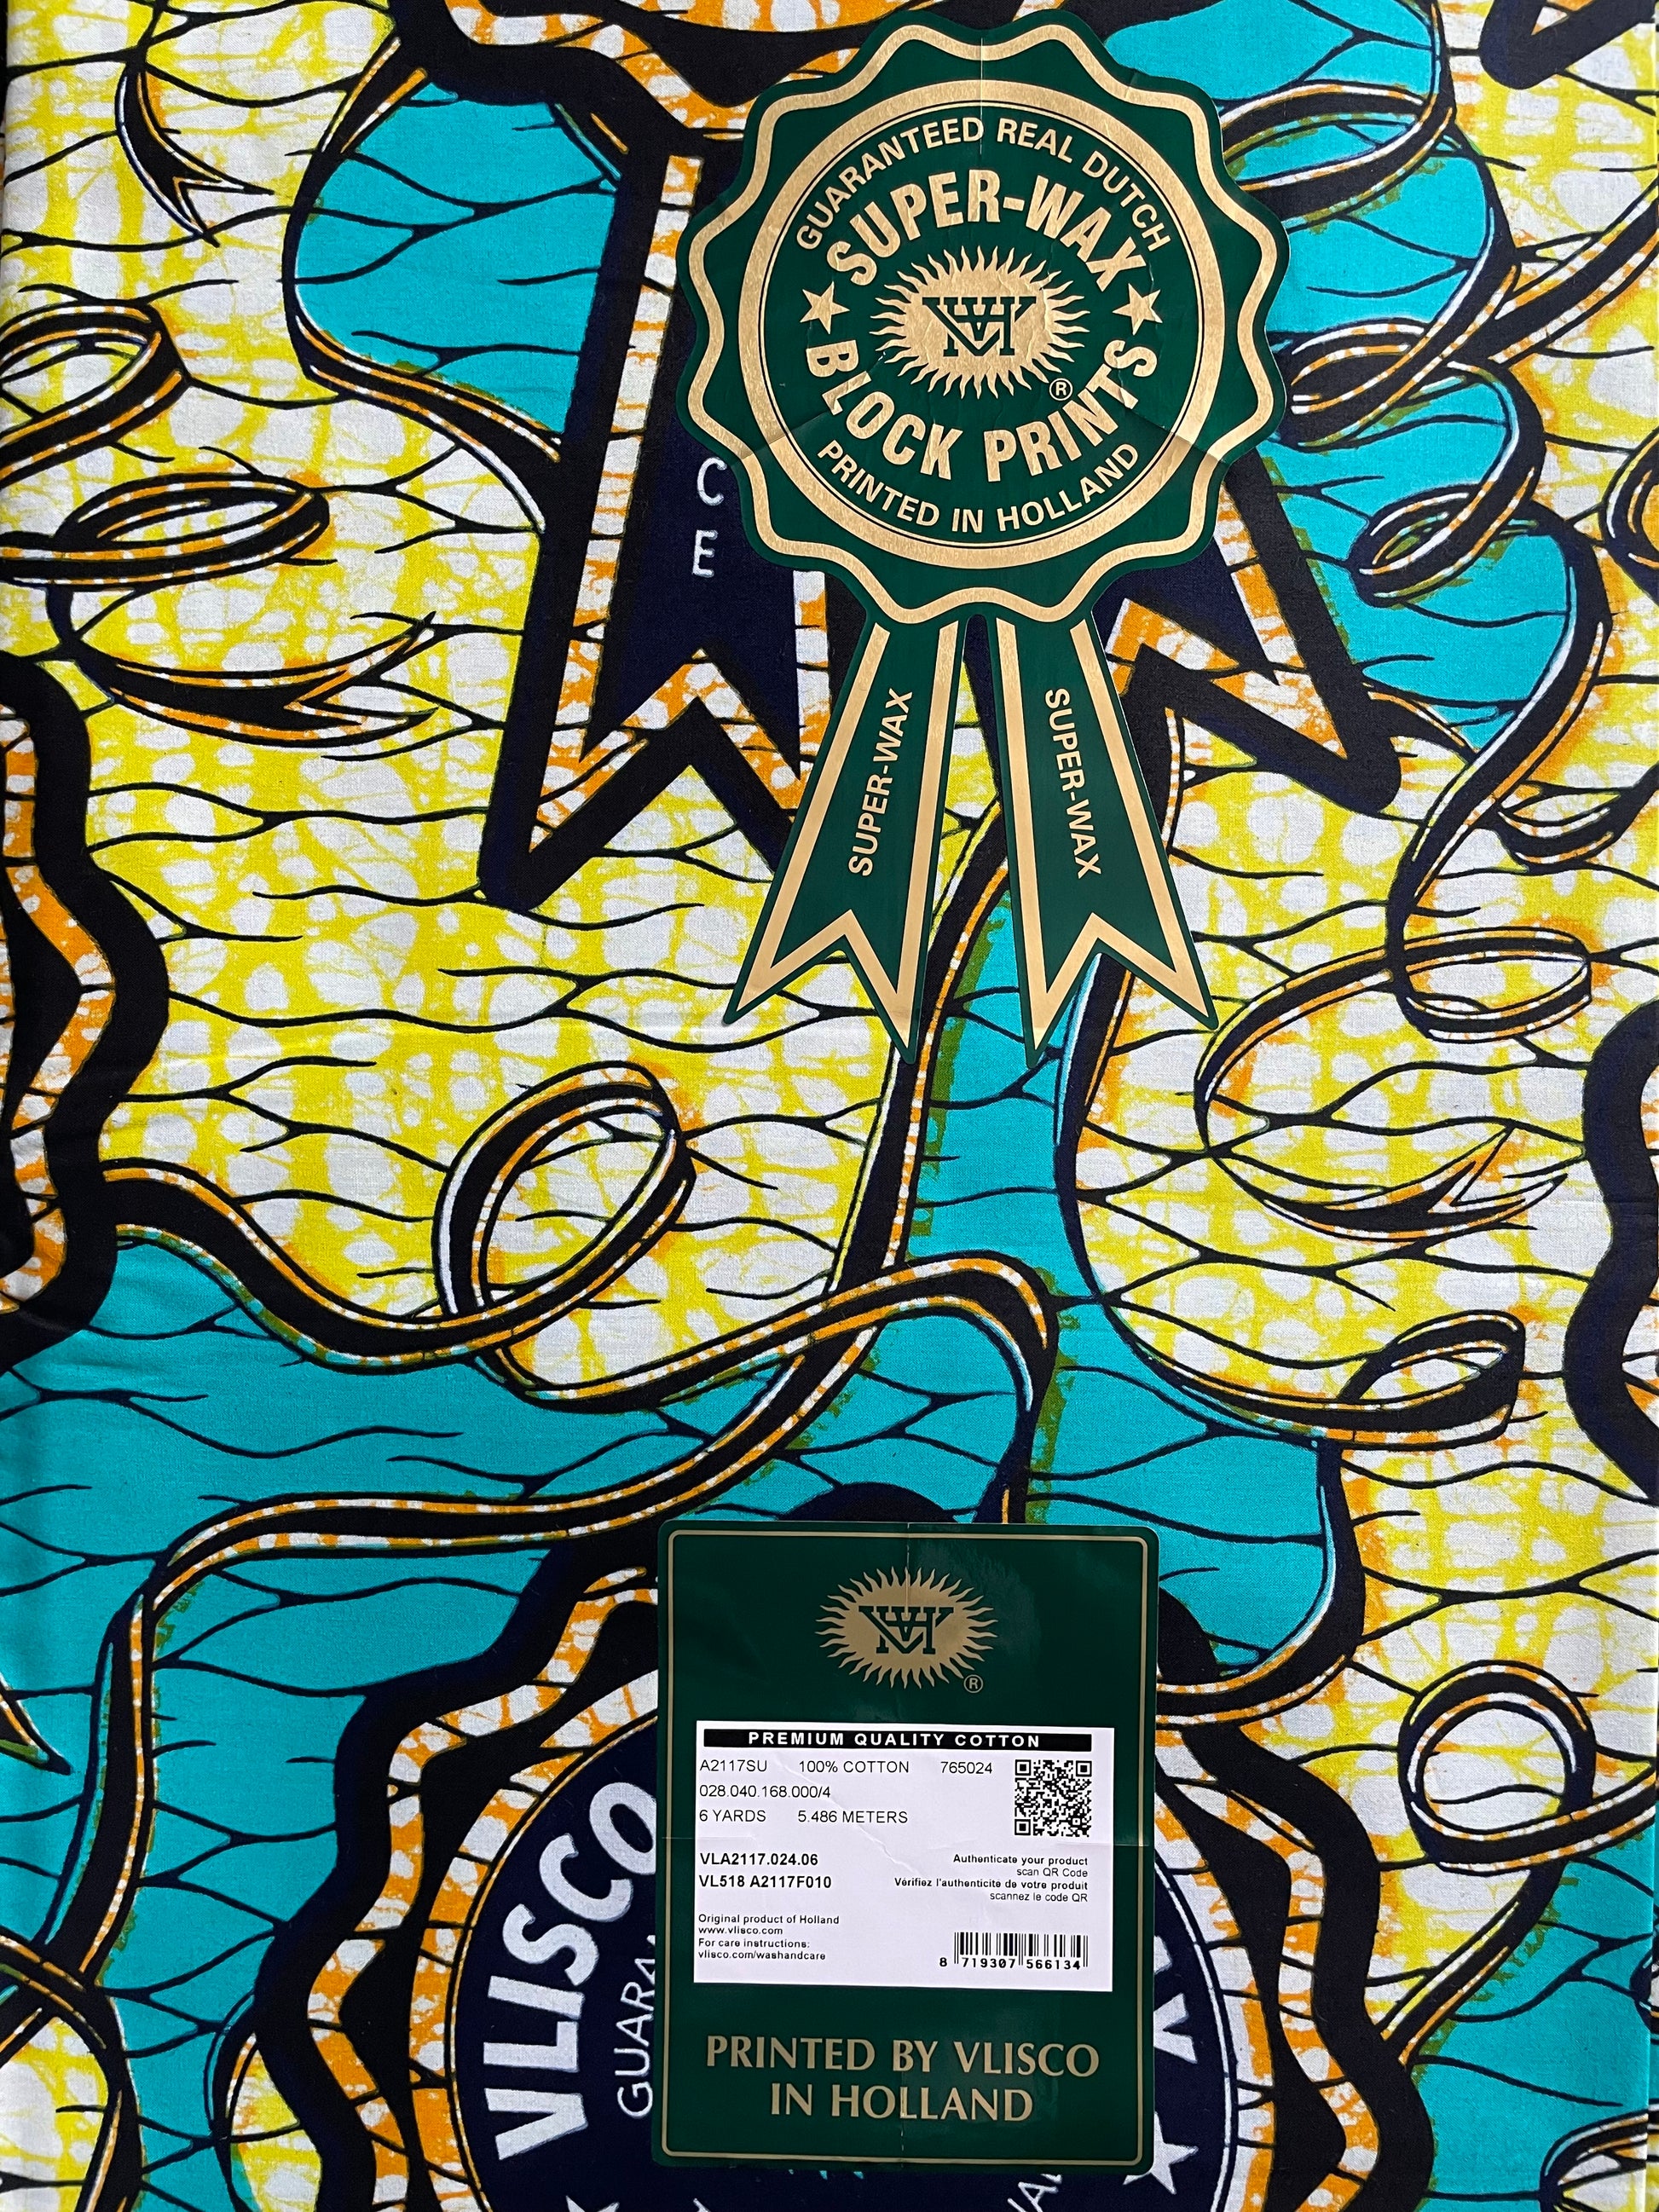 GUARANTEED REAL DUTCH
SUPER-WAX
VH
®
BLOCK PRINTS
PRINTED IN HOLLAND
C
E
SUPER-WAX
SUPER-WAX
®
PREMIUM QUALITY COTTON
A2117SU 100% COTTON 765024
028.040.168.000/4
6 YARDS 5.486 METERS
VLA2117.024.06
VL518 A2117F010
Authenticate your product
scan QR Code
Vérifiez l'authenticite de votre produit
scannez le code QR
Original product of Holland
www.vlisco.com
For care instructions:
vlisco.com/washandcare
8 719307 566134
PRINTED BY VLISCO
IN HOLLAND
VLISCO